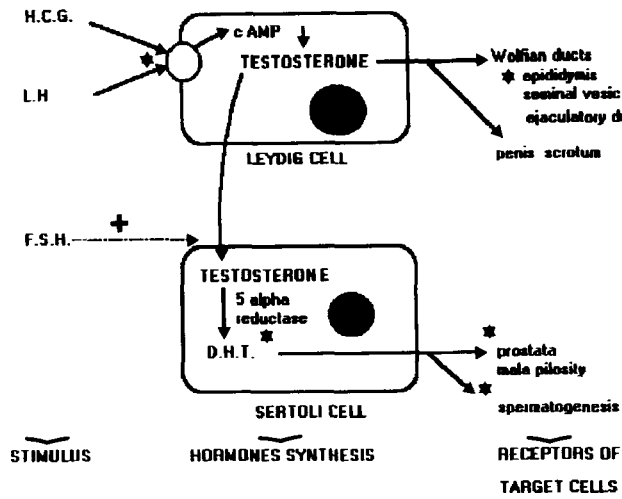 H.C.G.
c AMP
TESTOSTERONE
L.H
Wolfian ducts
epididymis
seminal vesic
ejaculatory d
penis scrotum
LEYDIG CELL
+
F.S.H.
TESTOSTERONE
5 alpha
reductase
D.H.T.
prostata
male pilosity
spermatogenesis
SERTOLI CELL
STIMULUS
HORMONES SYNTHESIS
RECEPTORS OF
TARGET CELLS